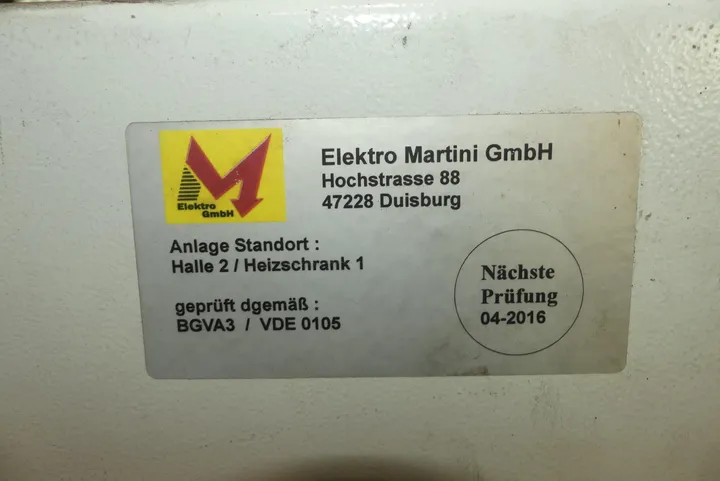 Elektro
GmbH
Elektro Martini GmbH
Hochstrasse 88
47228 Duisburg
Anlage Standort :
Halle 2 / Heizschrank 1
geprüft dgemäß :
BGVA3 / VDE 0105
Nächste
Prüfung
04-2016